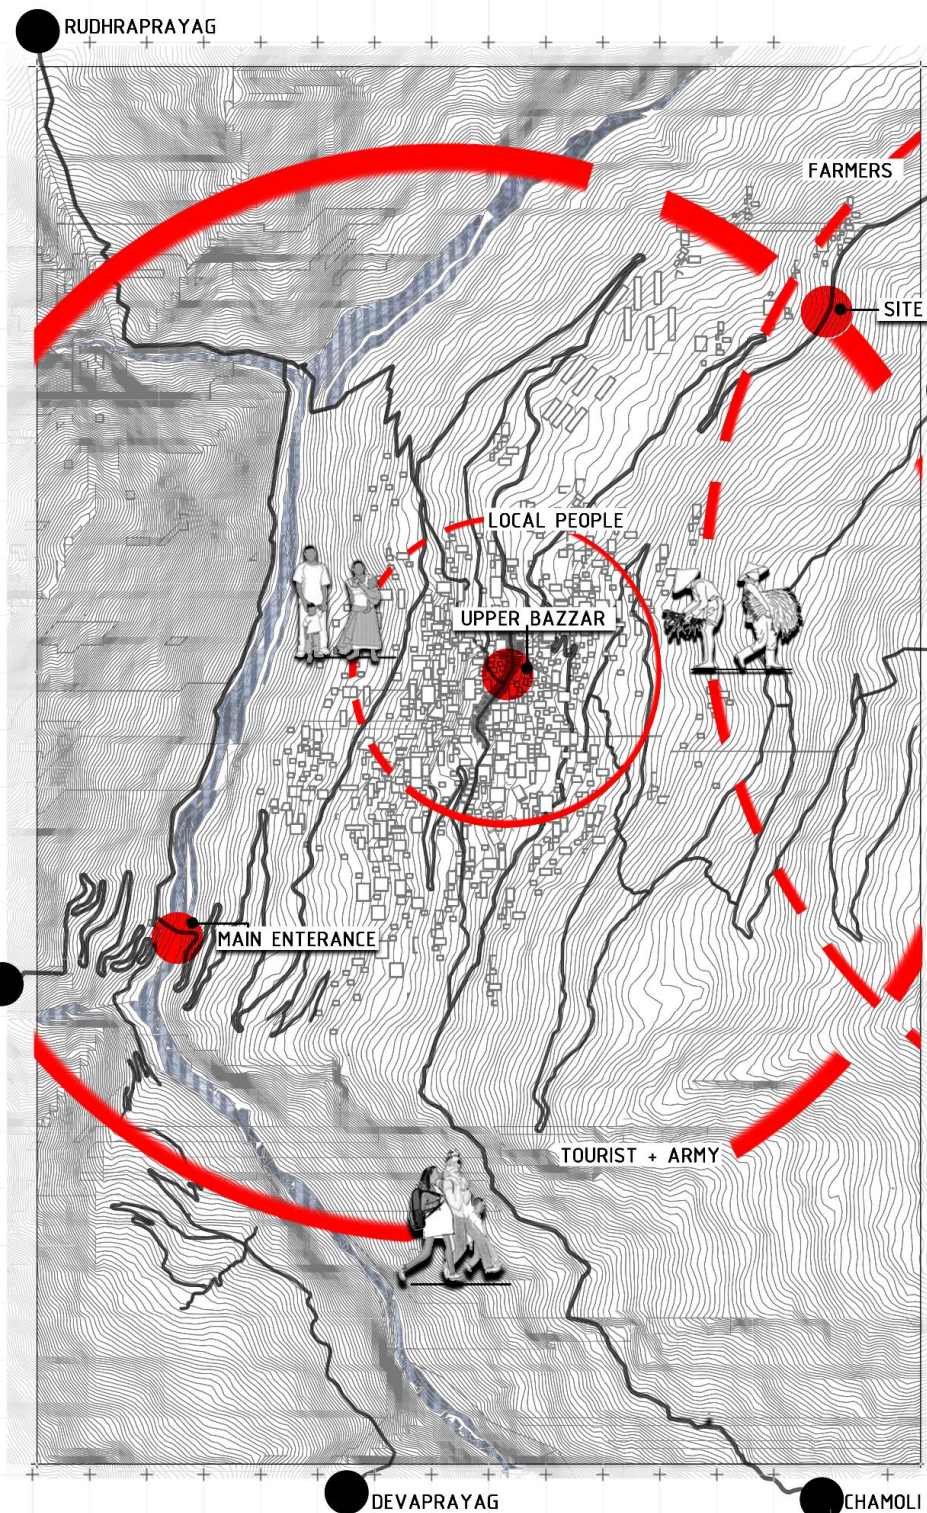 RUDHRAPRAYAG
FARMERS
SITE
LOCAL PEOPLE
UPPER BAZZAR
MAIN ENTERANCE
TOURIST + ARMY
DEVAPRAYAG
CHAMOLI